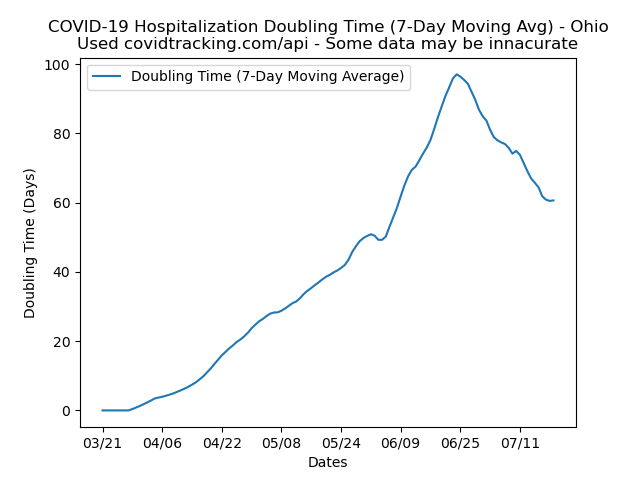 COVID-19 Hospitalization Doubling Time (7-Day Moving Avg) - Ohio
Used covidtracking.com/api - Some data may be innacurate
Doubling Time (7-Day Moving Average)
100
80
60
40
20
0
Doubling Time (Days)
03/21 04/06 04/22 05/08 05/24 06/09 06/25 07/11
Dates